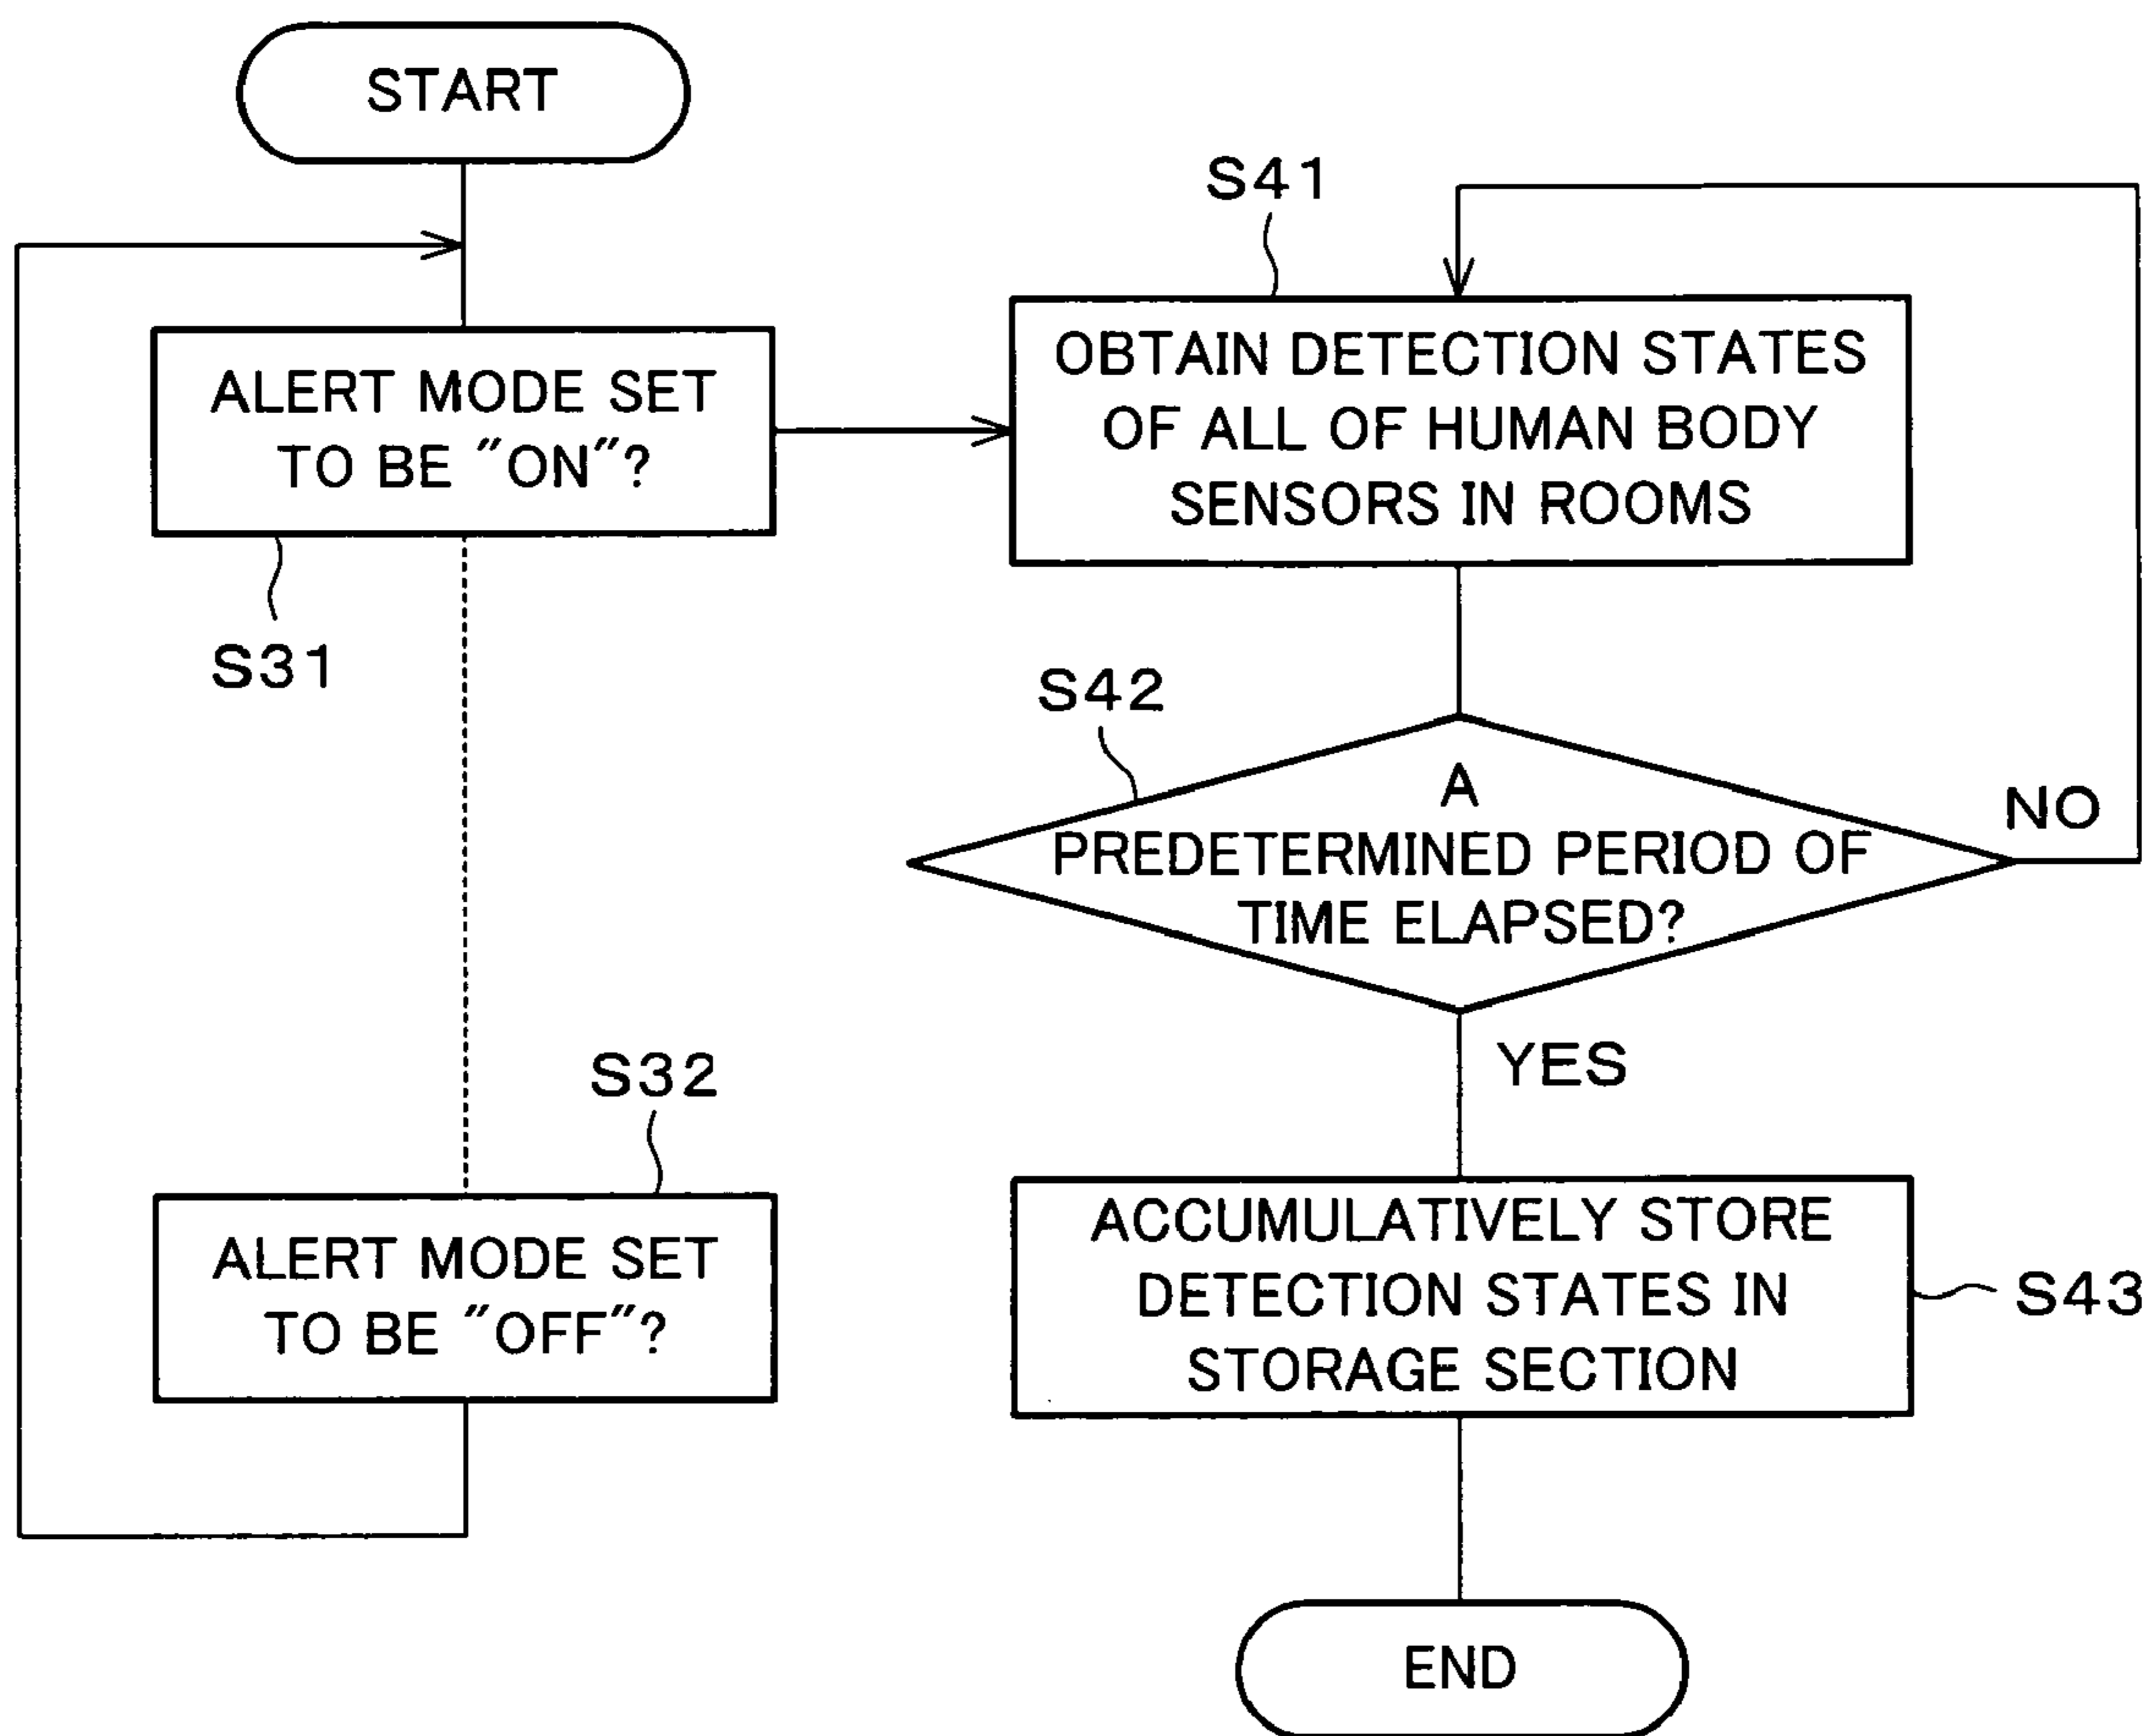 START
ALERT MODE SET
TO BE "ON"?
S31
S32
ALERT MODE SET
TO BE "OFF"?
S41
OBTAIN DETECTION STATES
OF ALL OF HUMAN BODY
SENSORS IN ROOMS
S42
A
PREDETERMINED PERIOD OF
TIME ELAPSED?
NO
YES
ACCUMULATIVELY STORE
DETECTION STATES IN
STORAGE SECTION
S43
END